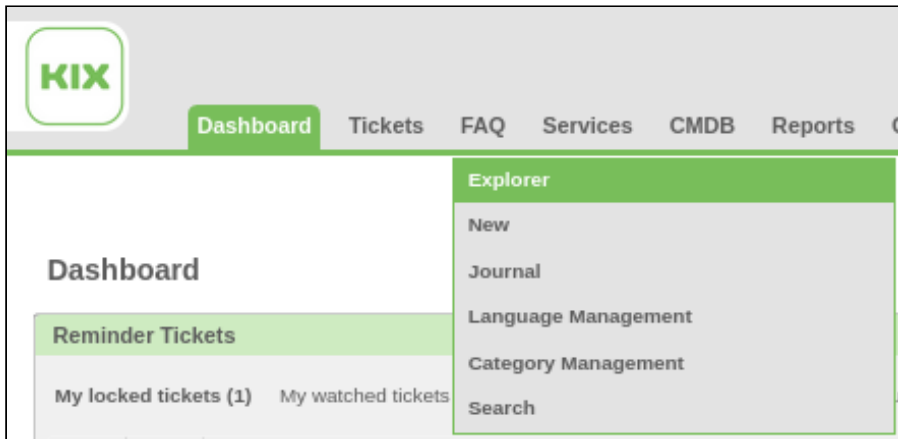 KIX
Dashboard Tickets FAQ Services CMDB Reports
Explorer
New
Journal
Language Management
Category Management
Search
Dashboard
Reminder Tickets
My locked tickets (1) My watched tickets